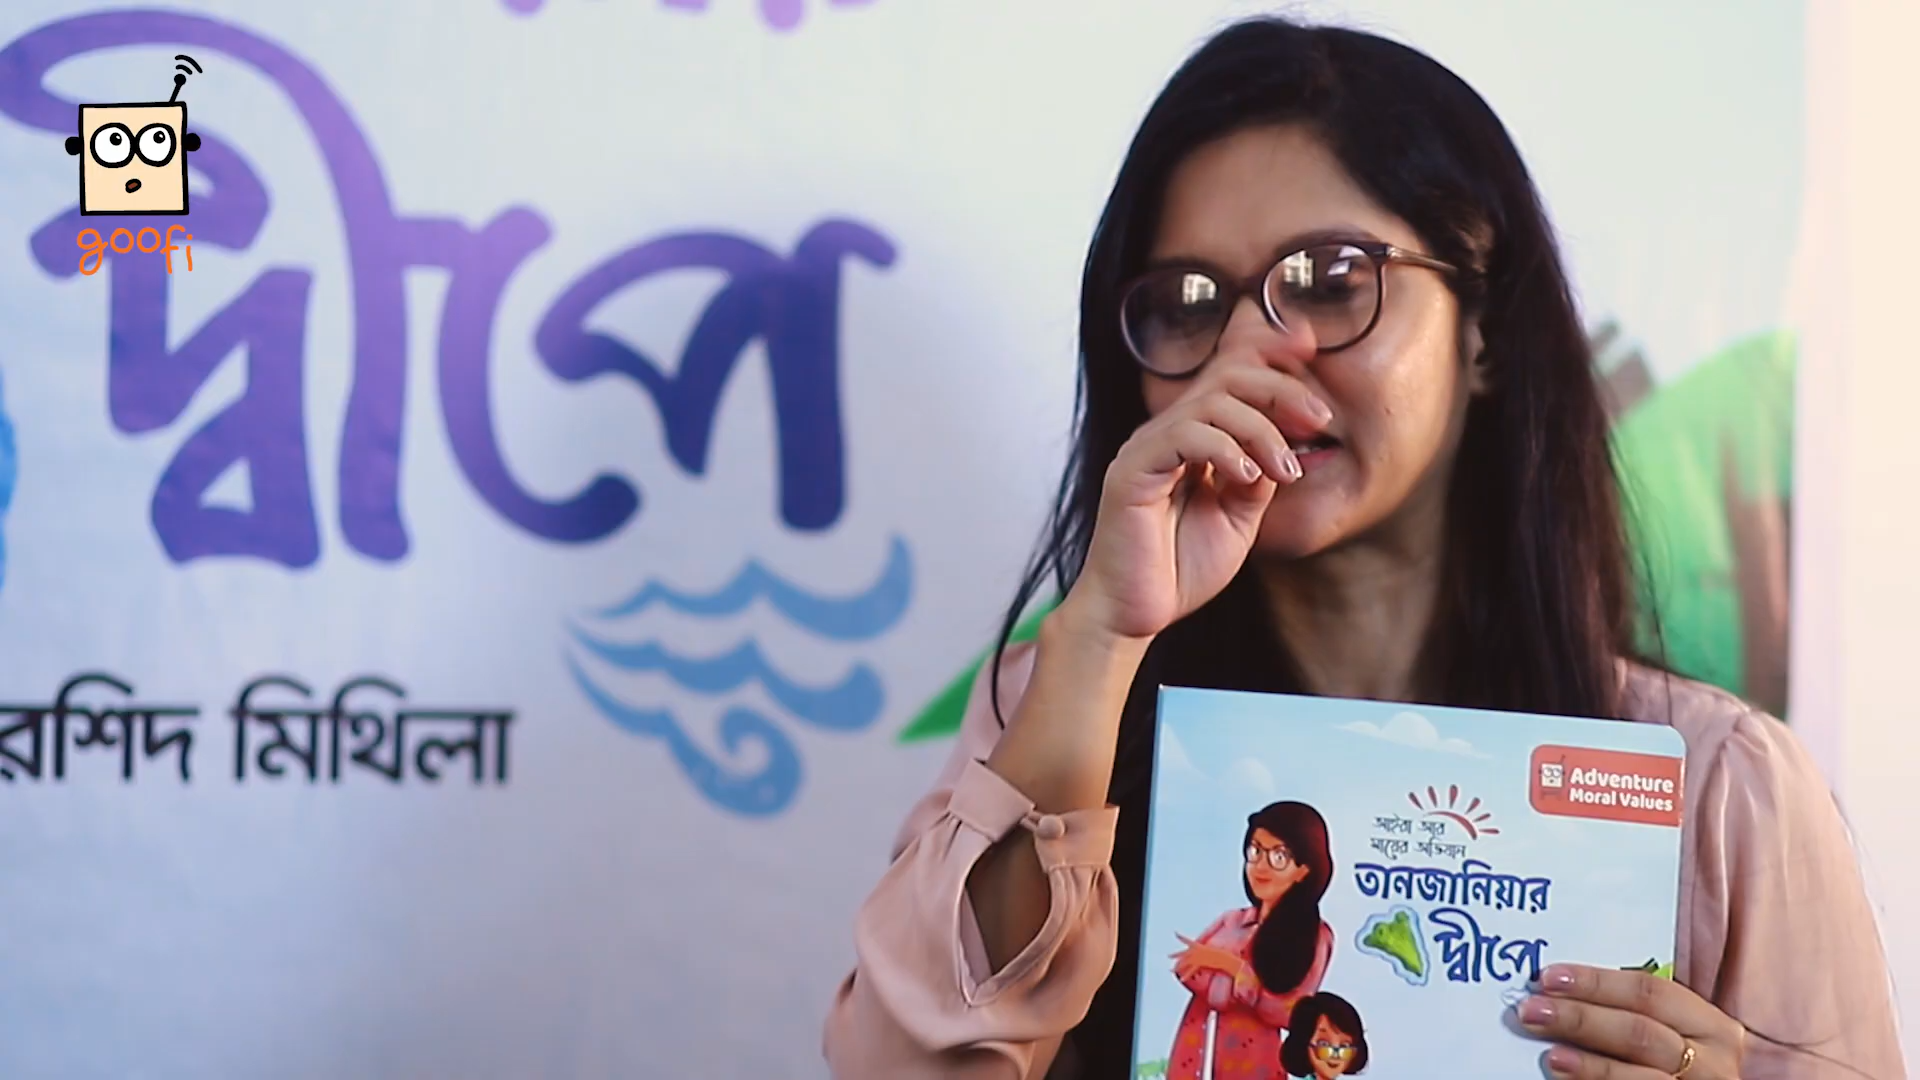 goofi
দ্বীপে
রশিদ মিথিলা
Adventure
Moral Values
আইরা আর
মায়ের অভিযান
তানজানিয়ার
দ্বীপে